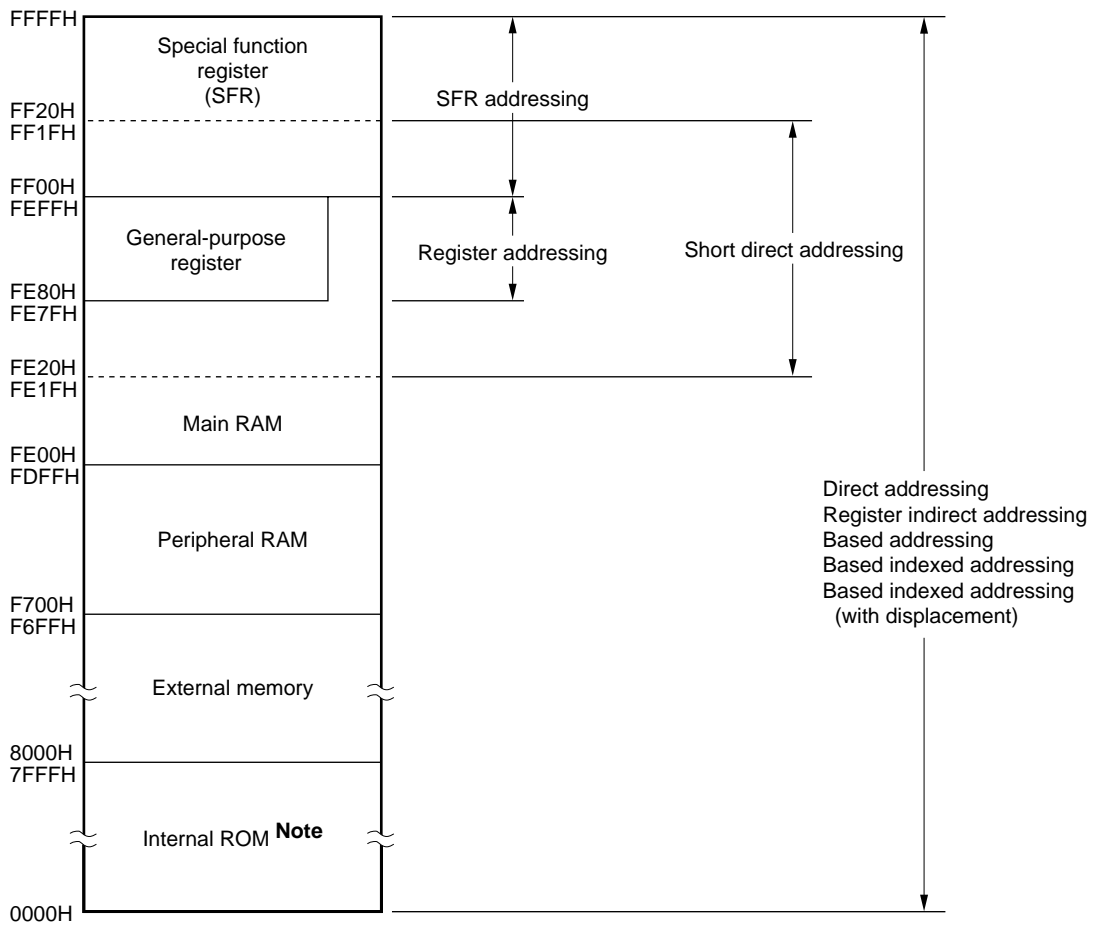 FFFFH
Special function
register
(SFR)
SFR addressing
FF20H
FF1FH
FF00H
FEFFH
General-purpose
register
Register addressing
Short direct addressing
FE80H
FE7FH
FE20H
FE1FH
Main RAM
FE00H
FDFFH
Direct addressing
Register indirect addressing
Based addressing
Based indexed addressing
Based indexed addressing
(with displacement)
Peripheral RAM
F700H
F6FFH
External memory
8000H
7FFFH
Internal ROM Note
0000H